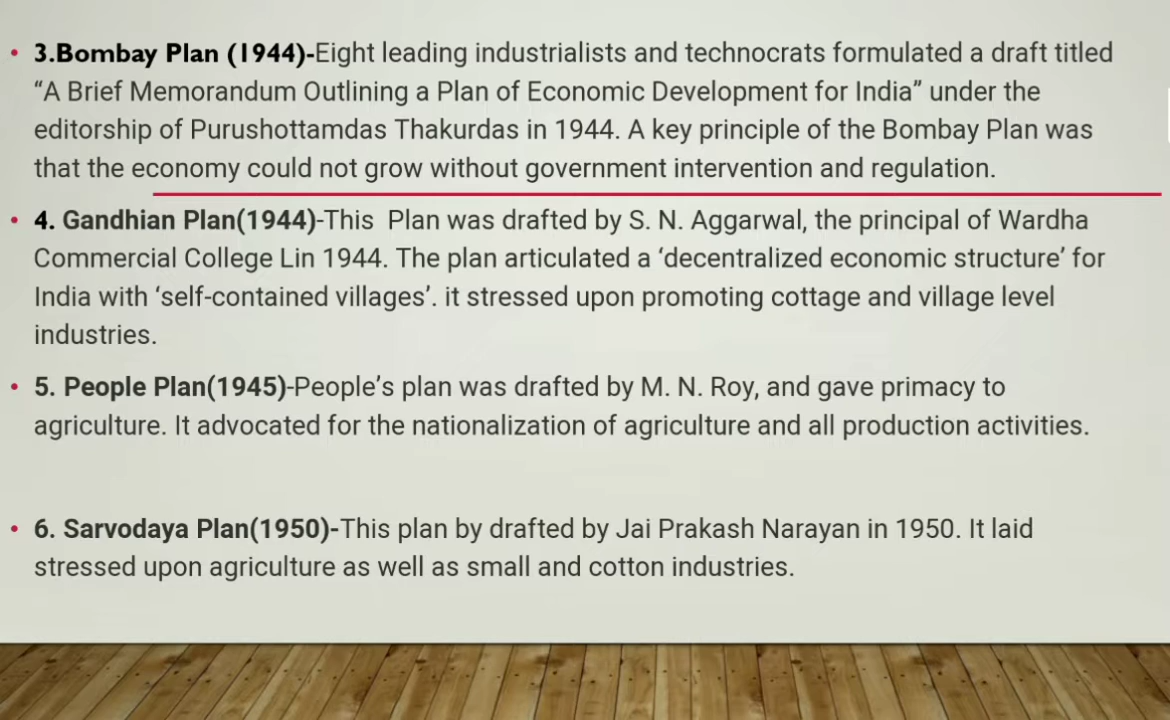 • 3.Bombay Plan (1944)-Eight leading industrialists and technocrats formulated a draft titled
“A Brief Memorandum Outlining a Plan of Economic Development for India” under the
editorship of Purushottamdas Thakurdas in 1944. A key principle of the Bombay Plan was
that the economy could not grow without government intervention and regulation.
• 4. Gandhian Plan(1944)-This Plan was drafted by S. N. Aggarwal, the principal of Wardha
Commercial College Lin 1944. The plan articulated a ‘decentralized economic structure’ for
India with ‘self-contained villages’. it stressed upon promoting cottage and village level
industries.
• 5. People Plan(1945)-People’s plan was drafted by M. N. Roy, and gave primacy to
agriculture. It advocated for the nationalization of agriculture and all production activities.
• 6. Sarvodaya Plan(1950)-This plan by drafted by Jai Prakash Narayan in 1950. It laid
stressed upon agriculture as well as small and cotton industries.